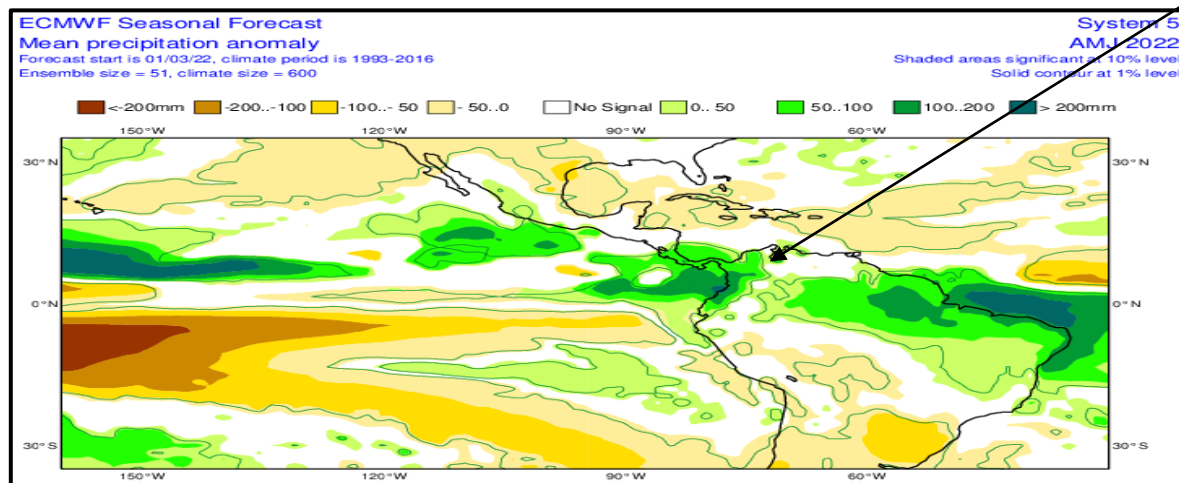 ECMWF Seasonal Forecast System 5
Mean precipitation anomaly AMJ 2022
Forecast start is 01/03/22, climate period is 1993-2016 Shaded areas significant at 10% level
Ensemble size = 51, climate size = 600 Solid contour at 1% level
<-200mm -200..-100 -100..- 50 - 50..0 No Signal 0.. 50 50..100 100..200 > 200mm
150°W 120°W 90°W 60°W
30°N 30°N
0°N 0°N
30°S 30°S
150°W 120°W 90°W 60°W